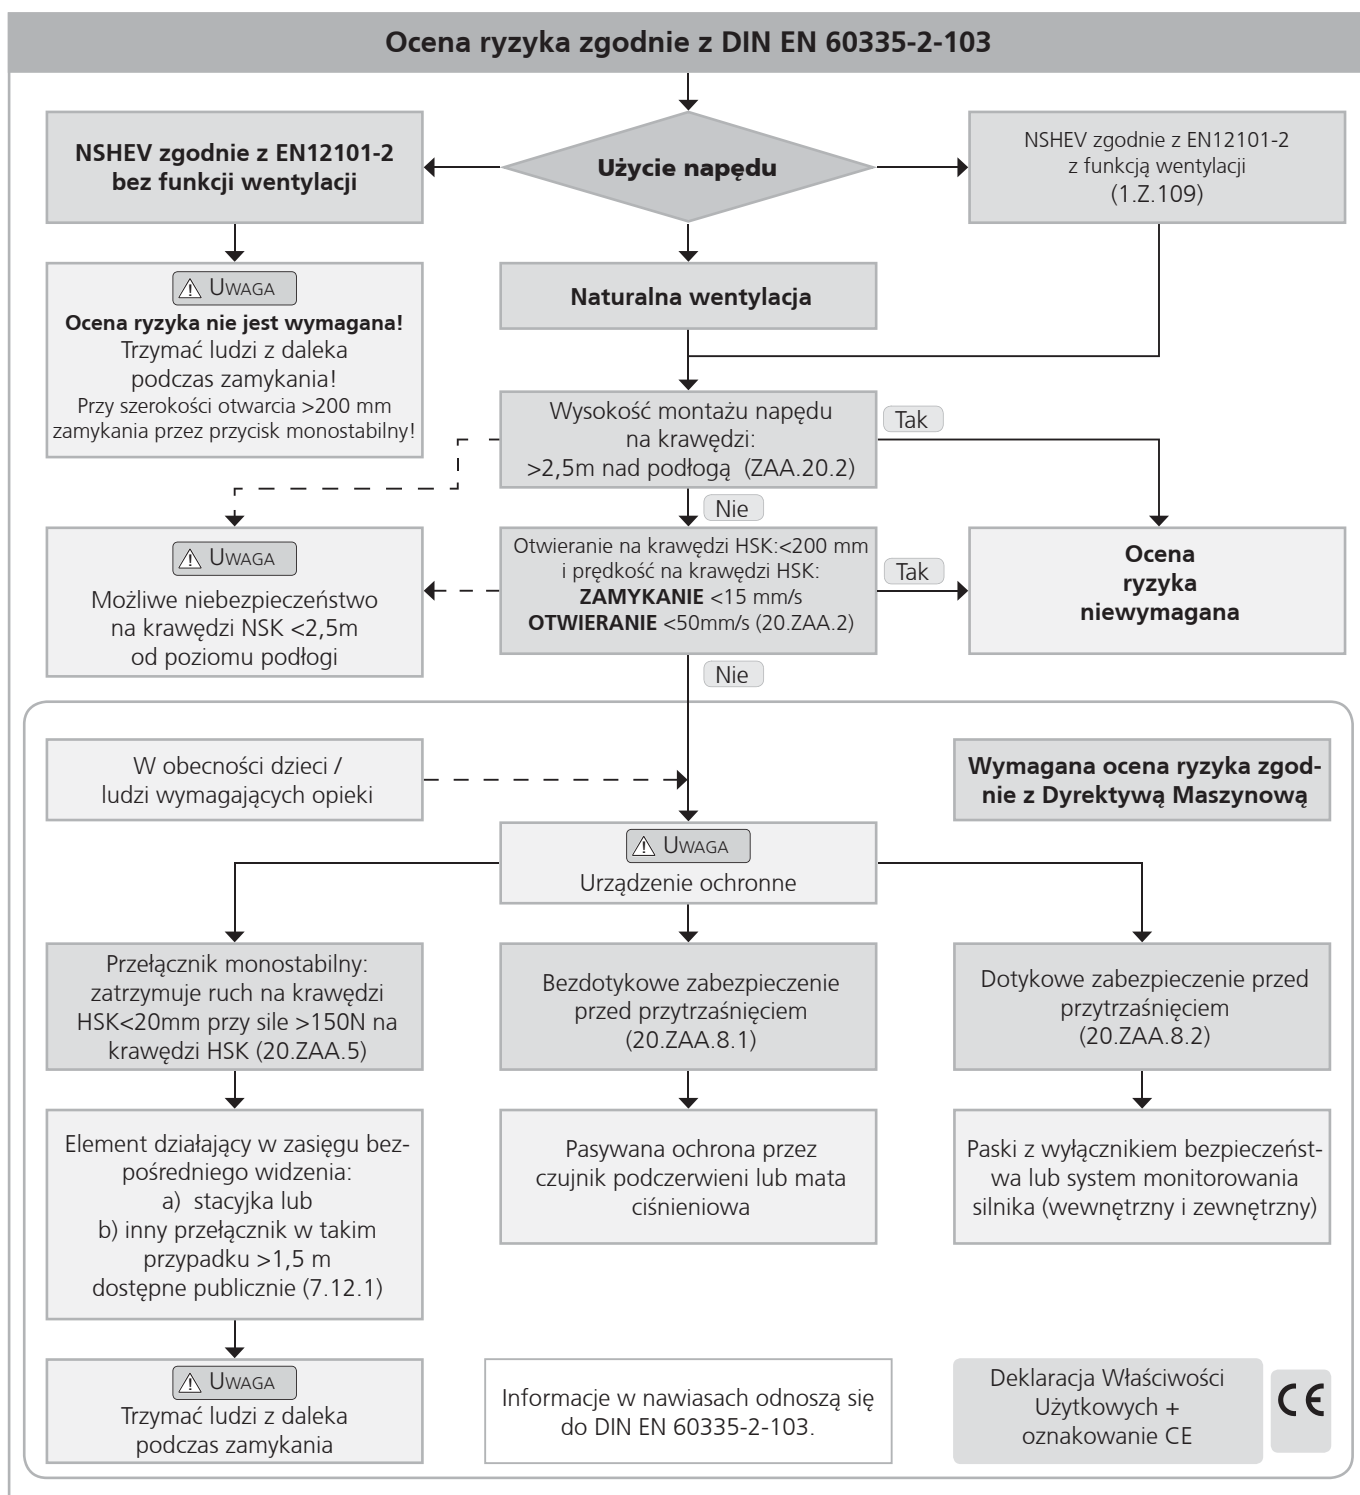 Ocena ryzyka zgodnie z DIN EN 60335-2-103
NSHEV zgodnie z EN12101-2
bez funkcji wentylacji
Użycie napędu
NSHEV zgodnie z EN12101-2
z funkcją wentylacji
(1.Z.109)
UWAGA
Ocena ryzyka nie jest wymagana!
Trzymać ludzi z daleka
podczas zamykania!
Przy szerokości otwarcia >200 mm
zamykania przez przycisk monostabilny!
Naturalna wentylacja
Wysokość montażu napędu
na krawędzi:
>2,5m nad podłogą (ZAA.20.2)
Tak
Nie
UWAGA
Możliwe niebezpieczeństwo
na krawędzi NSK <2,5m
od poziomu podłogi
Otwieranie na krawędzi HSK:<200 mm
i prędkość na krawędzi HSK:
ZAMYKANIE <15 mm/s
OTWIERANIE <50mm/s (20.ZAA.2)
Tak
Ocena
ryzyka
niewymagana
Nie
W obecności dzieci /
ludzi wymagających opieki
Wymagana ocena ryzyka zgod-
nie z Dyrektywą Maszynową
UWAGA
Urządzenie ochronne
Przełącznik monostabilny:
zatrzymuje ruch na krawędzi
HSK<20mm przy sile >150N na
krawędzi HSK (20.ZAA.5)
Bezdotykowe zabezpieczenie
przed przytrzaśnięciem
(20.ZAA.8.1)
Dotykowe zabezpieczenie przed
przytrzaśnięciem
(20.ZAA.8.2)
Element działający w zasięgu bez-
pośredniego widzenia:
a) stacyjka lub
b) inny przełącznik w takim
przypadku >1,5 m
dostępne publicznie (7.12.1)
Pasywana ochrona przez
czujnik podczerwieni lub mata
ciśnieniowa
Paski z wyłącznikiem bezpieczeńst-
wa lub system monitorowania
silnika (wewnętrzny i zewnętrzny)
UWAGA
Trzymać ludzi z daleka
podczas zamykania
Informacje w nawiasach odnoszą się
do DIN EN 60335-2-103.
Deklaracja Właściwości
Użytkowych +
oznakowanie CE
CE